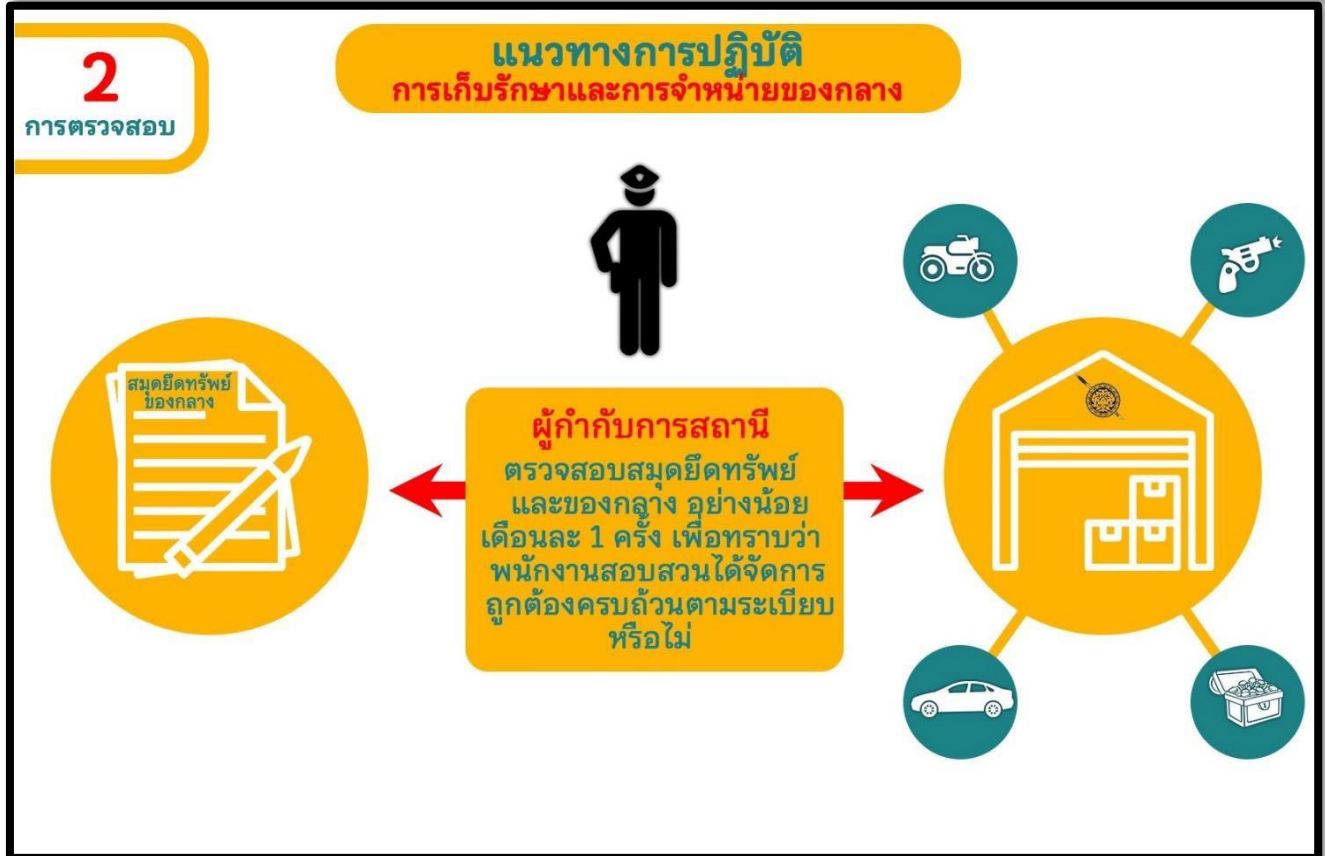 2
การตรวจสอบ
แนวทางการปฏิบัติ
การเก็บรักษาและการจำหน่ายของกลาง
สมุดยึดทรัพย์
ของกลาง
ผู้กำกับการสถานี
ตรวจสอบสมุดยึดทรัพย์
และของกลาง อย่างน้อย
เดือนละ 1 ครั้ง เพื่อทราบว่า
พนักงานสอบสวนได้จัดการ
ถูกต้องครบถ้วนตามระเบียบ
หรือไม่